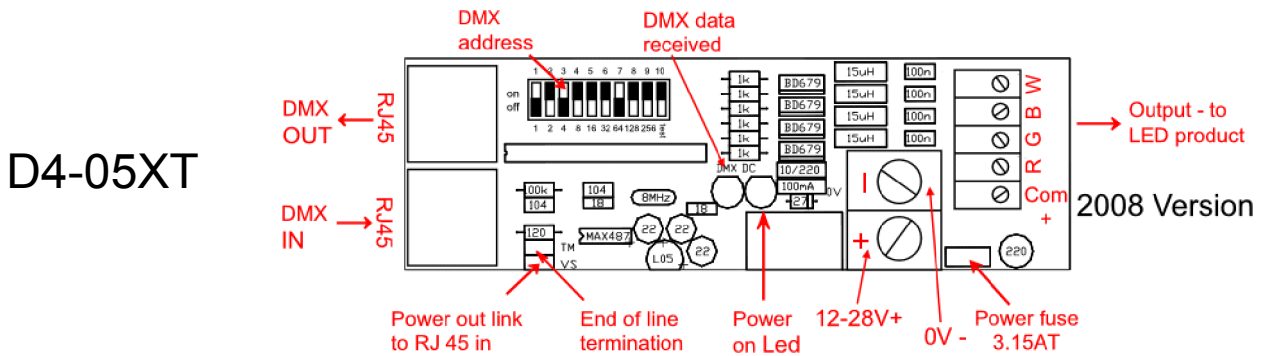 D4-05XT
DMX
address
DMX data
received
DMX
OUT
RJ45
DMX
IN
RJ45
1 2 3 4 5 6 7 8 9 10
on
off
1 2 4 8 16 32 64 128 256 test
1k
1k
1k
1k
1k
BD679
BD679
BD679
BD679
15uH
15uH
15uH
15uH
100n
100n
100n
100n
W
B
G
R
Com
+
Output - to
LED product
2008 Version
DMX DC
10/220
100mA
27
0V
100k
104
104
18
8MHz
18
120
TM
VS
MAX487
22
22
22
L05
+
220
–
+
Power out link
to RJ 45 in
End of line
termination
Power
on Led
12-28V+
0V -
Power fuse
3.15AT